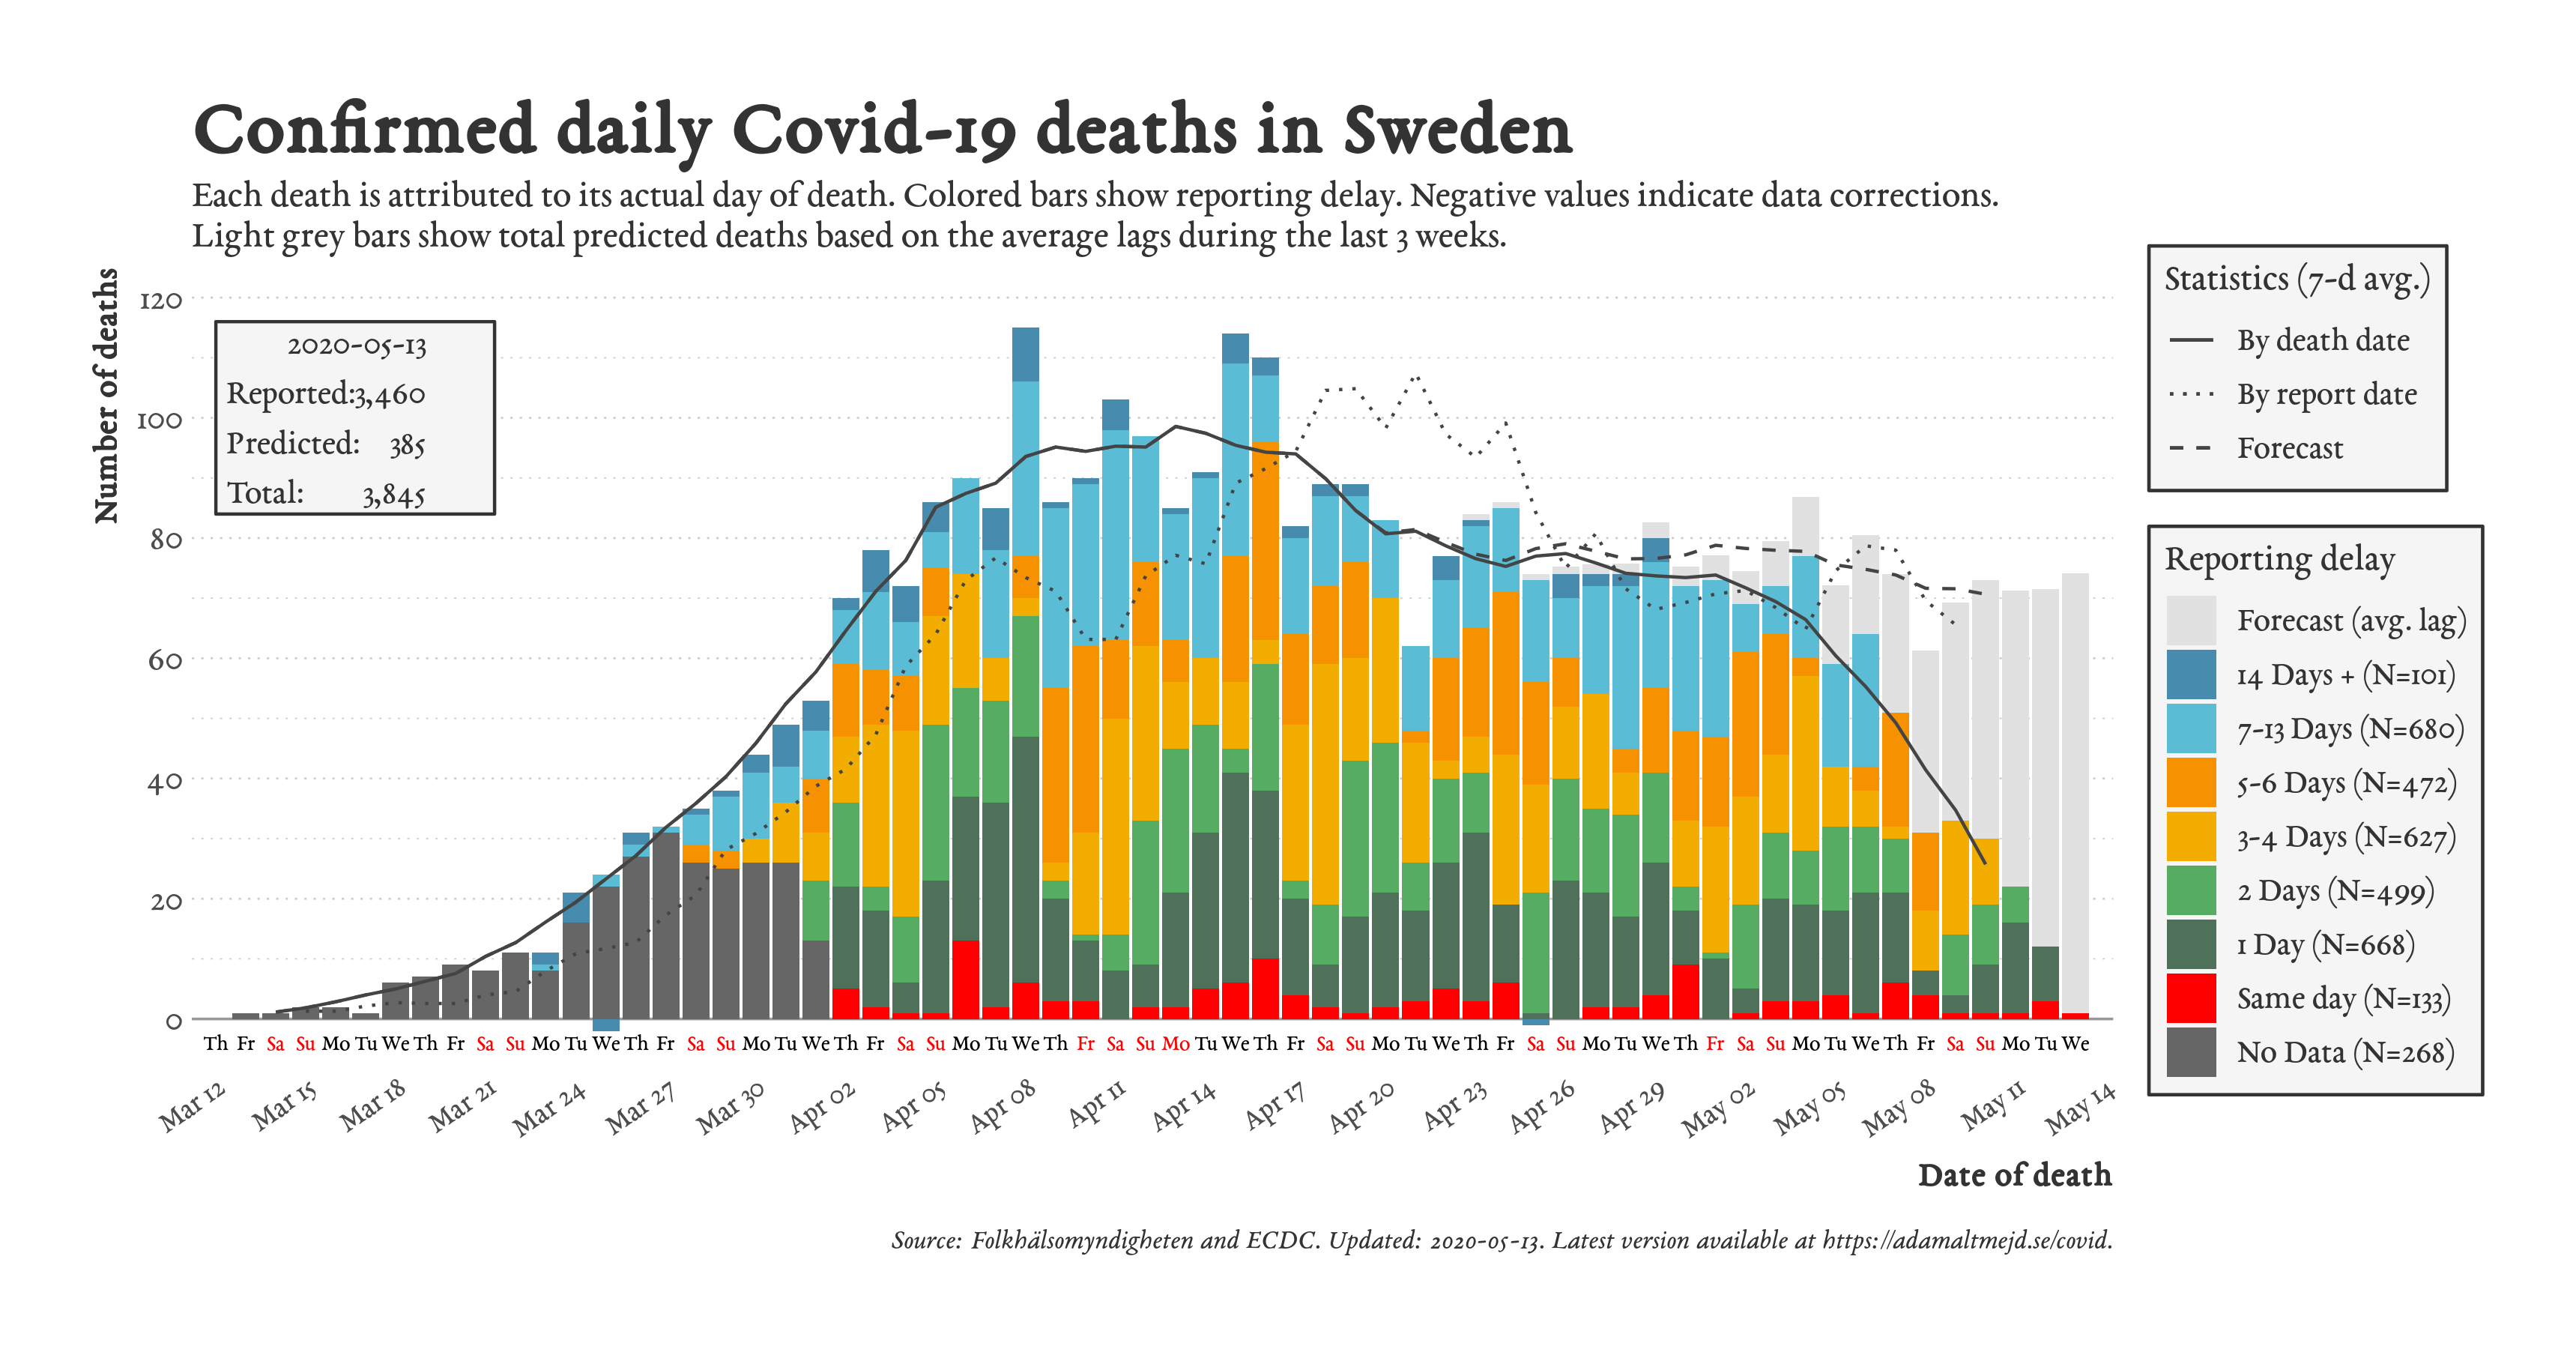 Confirmed daily Covid-19 deaths in Sweden
Each death is attributed to its actual day of death. Colored bars show reporting delay. Negative values indicate data corrections.
Light grey bars show total predicted deaths based on the average lags during the last 3 weeks.
Number of deaths
120
100
80
60
40
20
0
2020-05-13
Reported:3,460
Predicted: 385
Total: 3,845
Statistics (7-d avg.)
By death date
By report date
Forecast
Reporting delay
Forecast (avg. lag)
14 Days + (N=101)
7-13 Days (N=680)
5-6 Days (N=472)
3-4 Days (N=627)
2 Days (N=499)
1 Day (N=668)
Same day (N=133)
No Data (N=268)
Th Fr Sa Su Mo Tu We Th Fr Sa Su Mo Tu We Th Fr Sa Su Mo Tu We Th Fr Sa Su Mo Tu We Th Fr Sa Su Mo Tu We Th Fr Sa Su Mo Tu We Th Fr Sa Su Mo Tu We Th Fr Sa Su Mo Tu We Th Fr Sa Su Mo Tu We
Mar 12 Mar 15 Mar 18 Mar 21 Mar 24 Mar 27 Mar 30 Apr 02 Apr 05 Apr 08 Apr 11 Apr 14 Apr 17 Apr 20 Apr 23 Apr 26 Apr 29 May 02 May 05 May 08 May 11 May 14
Date of death
Source: Folkhälsomyndigheten and ECDC. Updated: 2020-05-13. Latest version available at https://adamaltmejd.se/covid.